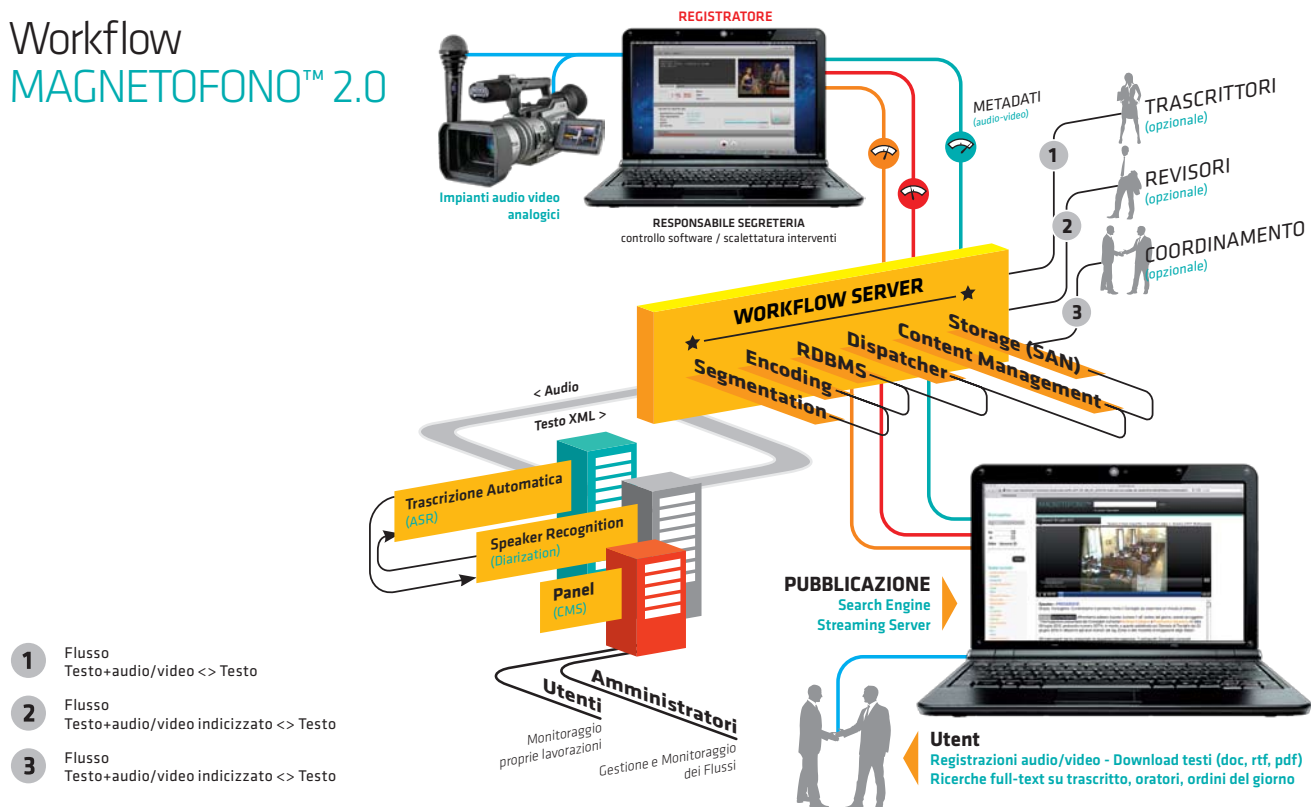 Workflow
MAGNETOFONO™ 2.0
REGISTRATORE
Impianti audio video
analogici
RESPONSABILE SEGRETERIA
controllo software / scalettatura interventi
METADATI
(audio-video)
1
TRASCRITTORI
(opzionale)
2
REVISORI
(opzionale)
3
COORDINAMENTO
(opzionale)
WORKFLOW SERVER
Segmentation
Encoding
RDBMS
Dispatcher
Content Management
Storage (SAN)
< Audio
Testo XML >
Trascrizione Automatica
(ASR)
Speaker Recognition
(Diarization)
Panel
(CMS)
Utenti
Monitoraggio
proprie lavorazioni
Amministratori
Gestione e Monitoraggio
dei Flussi
PUBBLICAZIONE
Search Engine
Streaming Server
MAGNETOFONO
Utent
Registrazioni audio/video - Download testi (doc, rtf, pdf)
Ricerche full-text su trascritto, oratori, ordini del giorno
1
Flusso
Testo+audio/video <> Testo
2
Flusso
Testo+audio/video indicizzato <> Testo
3
Flusso
Testo+audio/video indicizzato <> Testo